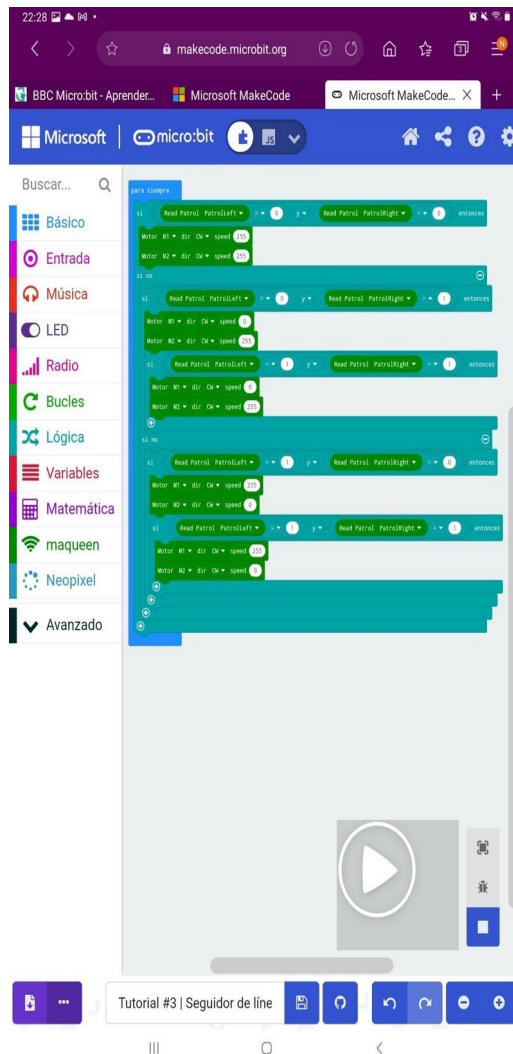 22:28
makecode.microbit.org
3
N
BBC Micro:bit - Aprender...
Microsoft MakeCode
Microsoft MakeCode...
Microsoft
micro:bit
JS
Buscar...
Básico
Entrada
Música
LED
Radio
Bucles
Lógica
Variables
Matemática
maqueen
Neopixel
Avanzado
para siempre
si Read Patrol PatrolLeft = 0 y Read Patrol PatrolRight = 0 entonces
Motor M1 dir CW speed 255
Motor M2 dir CW speed 255
si no
si Read Patrol PatrolLeft = 0 y Read Patrol PatrolRight = 1 entonces
Motor M1 dir CW speed 0
Motor M2 dir CW speed 255
si Read Patrol PatrolLeft = 1 y Read Patrol PatrolRight = 1 entonces
Motor M1 dir CW speed 0
Motor M2 dir CW speed 255
si no
si Read Patrol PatrolLeft = 1 y Read Patrol PatrolRight = 0 entonces
Motor M1 dir CW speed 255
Motor M2 dir CW speed 0
si Read Patrol PatrolLeft = 1 y Read Patrol PatrolRight = 1 entonces
Motor M1 dir CW speed 255
Motor M2 dir CW speed 0
Tutorial #3 | Seguidor de líne